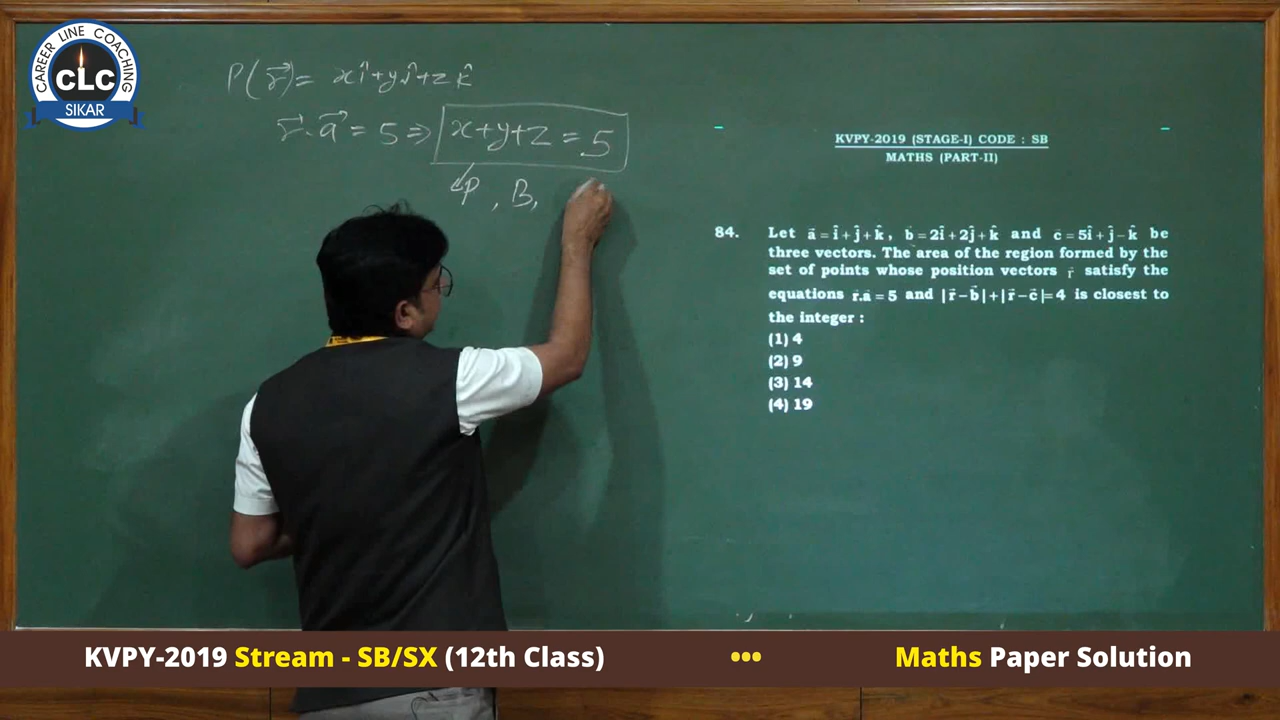 CAREER LINE COACHING
CLC
SIKAR
P(r⃗)= xî+yĵ+zk̂
r⃗.a⃗ = 5 ⇒ x+y+z = 5
P, B,
KVPY-2019 (STAGE-I) CODE : SB
MATHS (PART-II)
84. Let a⃗ = î + ĵ + k̂ , b⃗ = 2î + 2ĵ + k̂ and c⃗ = 5î + ĵ − k̂ be
three vectors. The area of the region formed by the
set of points whose position vectors r⃗ satisfy the
equations r⃗.a⃗ = 5 and |r⃗ − b⃗| + |r⃗ − c⃗| = 4 is closest to
the integer :
(1) 4
(2) 9
(3) 14
(4) 19
KVPY-2019 Stream - SB/SX (12th Class) ••• Maths Paper Solution